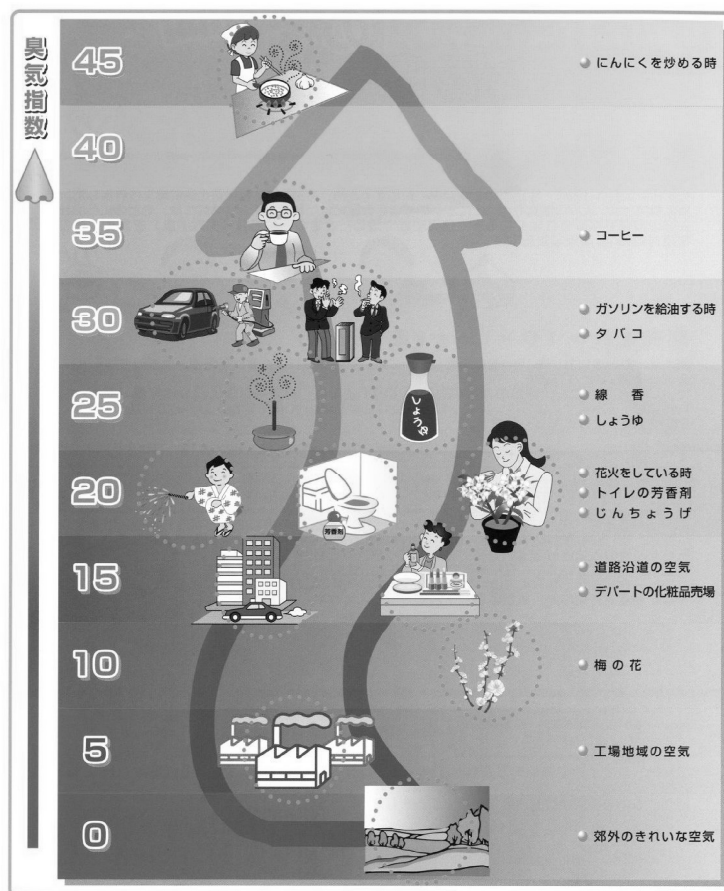 臭気指数
45
にんにくを炒める時
40
35
コーヒー
30
ガソリンを給油する時
タバコ
25
線 香
しょうゆ
しょうゆ
20
花火をしている時
トイレの芳香剤
じんちょうげ
芳香剤
15
道路沿道の空気
デパートの化粧品売場
10
梅の花
5
工場地域の空気
0
郊外のきれいな空気